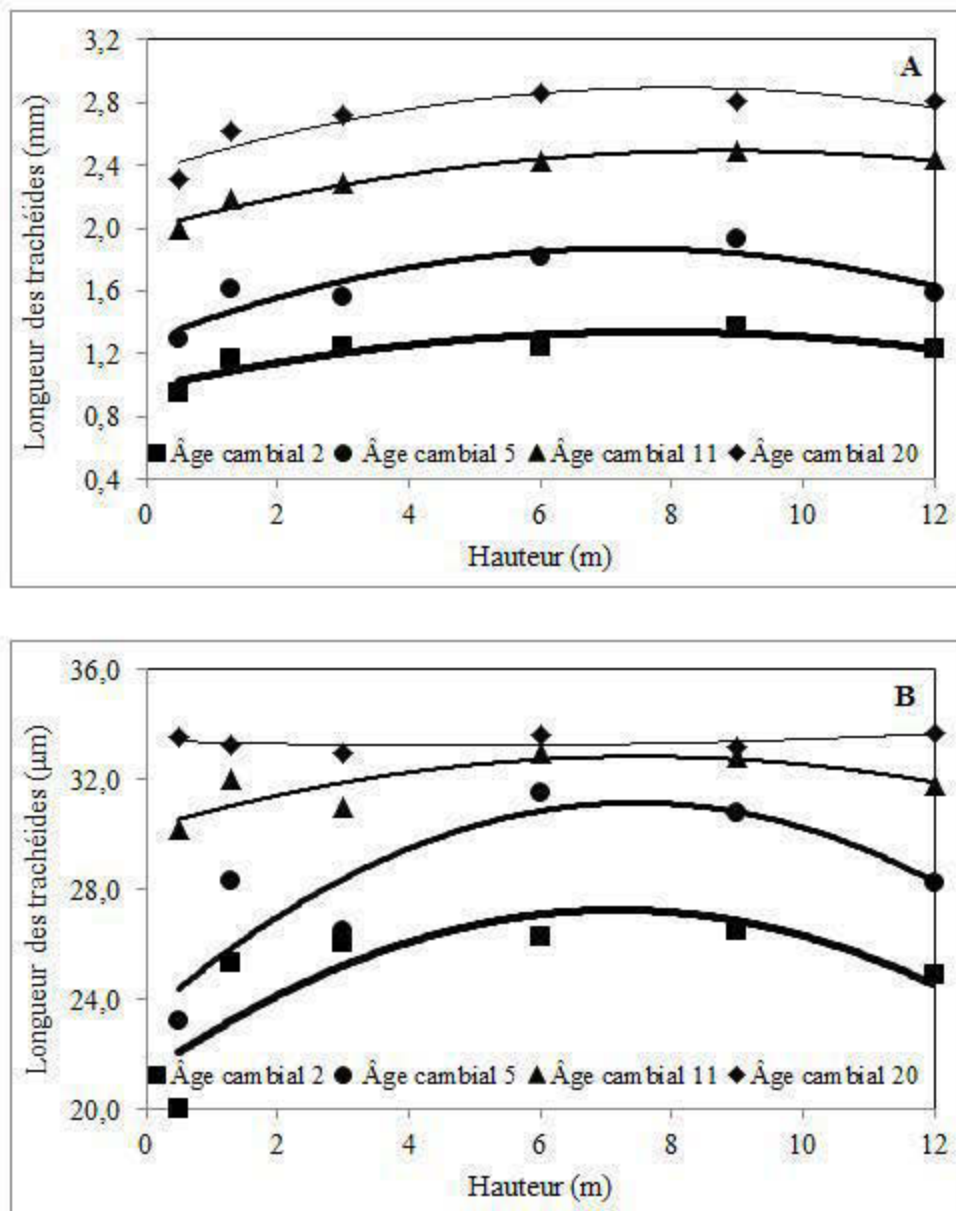 A
Longueur des trachéides (mm)
3,2
2,8
2,4
2,0
1,6
1,2
0,8
0,4
Âge cambial 2 Âge cambial 5 Âge cambial 11 Âge cambial 20
0 2 4 6 8 10 12
Hauteur (m)
B
Longueur des trachéides (µm)
36,0
32,0
28,0
24,0
20,0
Âge cambial 2 Âge cambial 5 Âge cambial 11 Âge cambial 20
0 2 4 6 8 10 12
Hauteur (m)